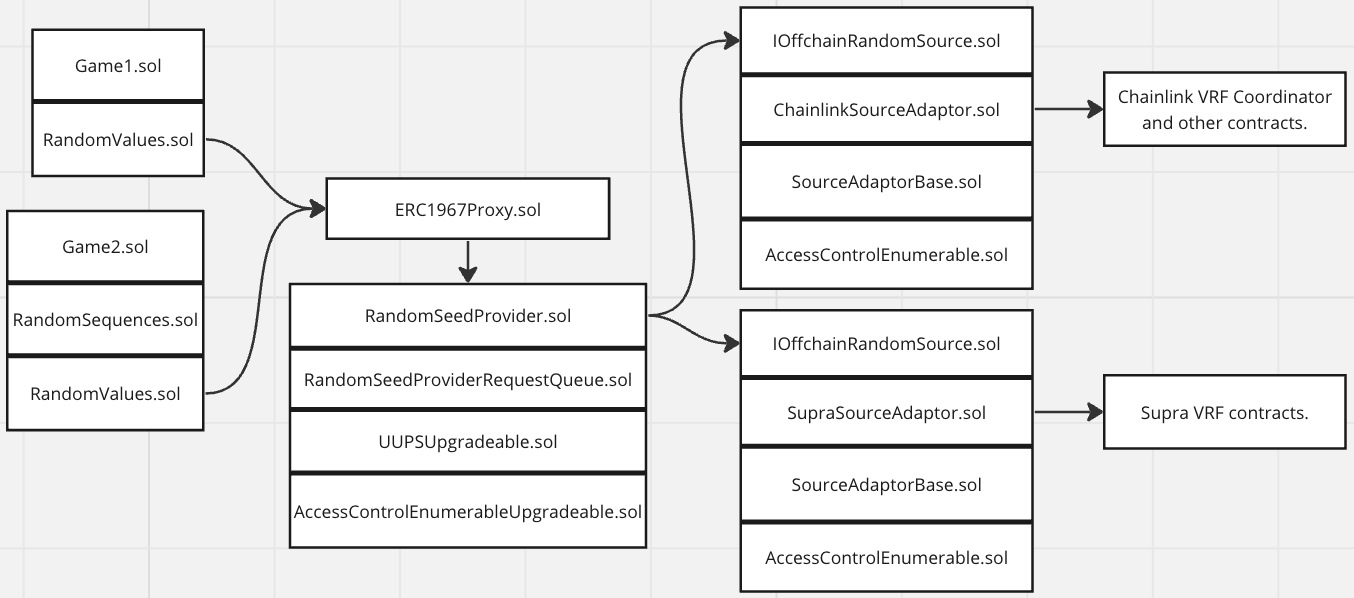 Game1.sol
RandomValues.sol
Game2.sol
RandomSequences.sol
RandomValues.sol
ERC1967Proxy.sol
RandomSeedProvider.sol
RandomSeedProviderRequestQueue.sol
UUPSUpgradeable.sol
AccessControlEnumerableUpgradeable.sol
IOffchainRandomSource.sol
ChainlinkSourceAdaptor.sol
SourceAdaptorBase.sol
AccessControlEnumerable.sol
Chainlink VRF Coordinator
and other contracts.
IOffchainRandomSource.sol
SupraSourceAdaptor.sol
SourceAdaptorBase.sol
AccessControlEnumerable.sol
Supra VRF contracts.